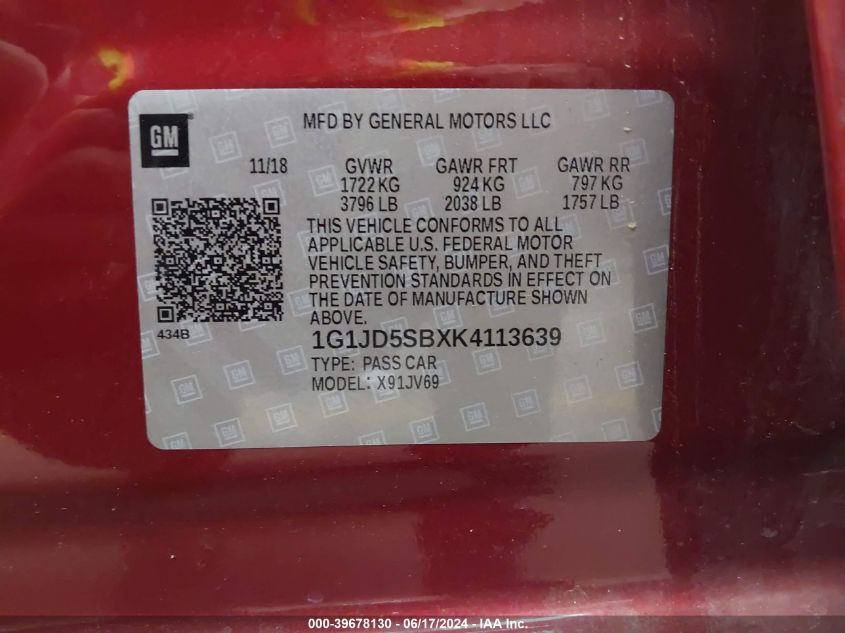 GM
MFD BY GENERAL MOTORS LLC
11/18 GVWR GAWR FRT GAWR RR
1722 KG 924 KG 797 KG
3796 LB 2038 LB 1757 LB
THIS VEHICLE CONFORMS TO ALL
APPLICABLE U.S. FEDERAL MOTOR
VEHICLE SAFETY, BUMPER, AND THEFT
PREVENTION STANDARDS IN EFFECT ON
THE DATE OF MANUFACTURE SHOWN
ABOVE.
434B
1G1JD5SBXK4113639
TYPE: PASS CAR
MODEL: X91JV69
000-39678130 - 06/17/2024 - IAA Inc.